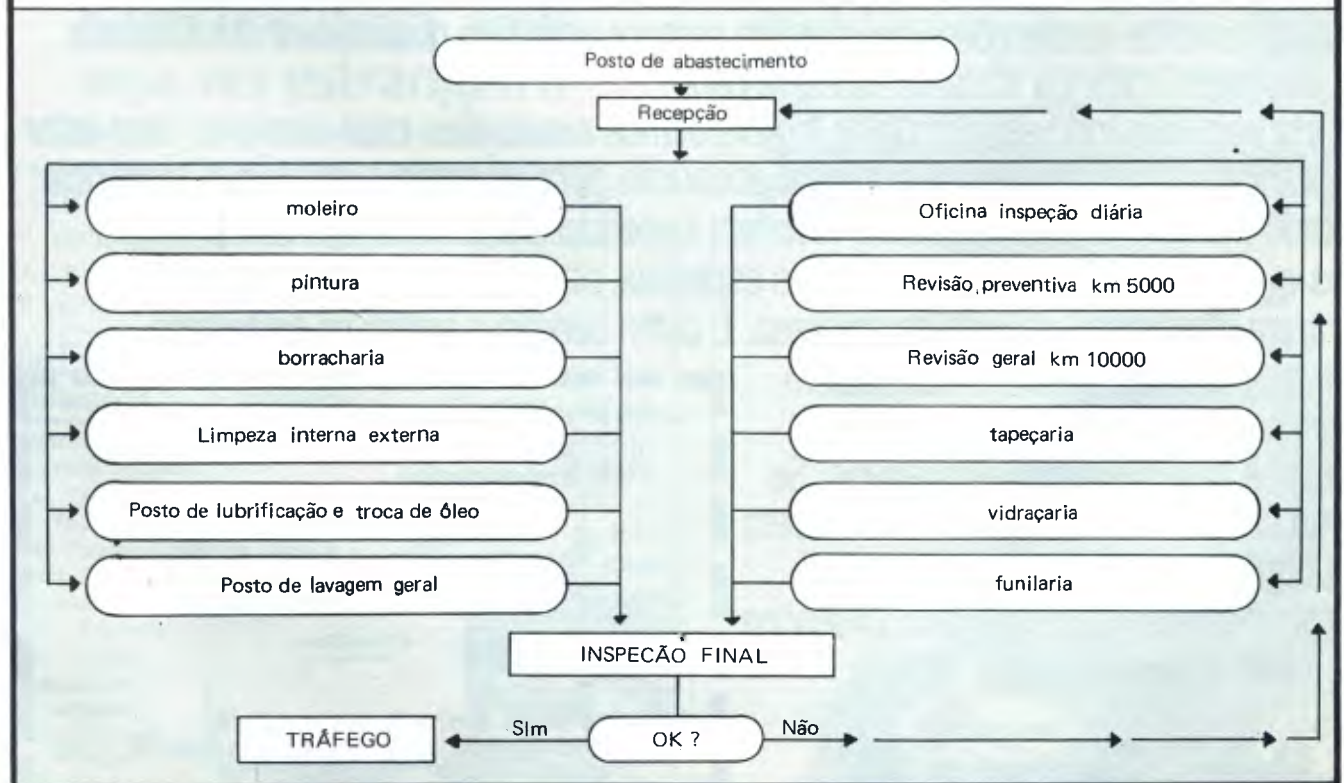 Posto de abastecimento
Recepção
moleiro
pintura
borracharia
Limpeza interna externa
Posto de lubrificação e troca de óleo
Posto de lavagem geral
Oficina inspeção diária
Revisão preventiva km 5000
Revisão geral km 10000
tapeçaria
vidraçaria
funilaria
INSPECÃO FINAL
OK ?
Sim
Não
TRÁFEGO